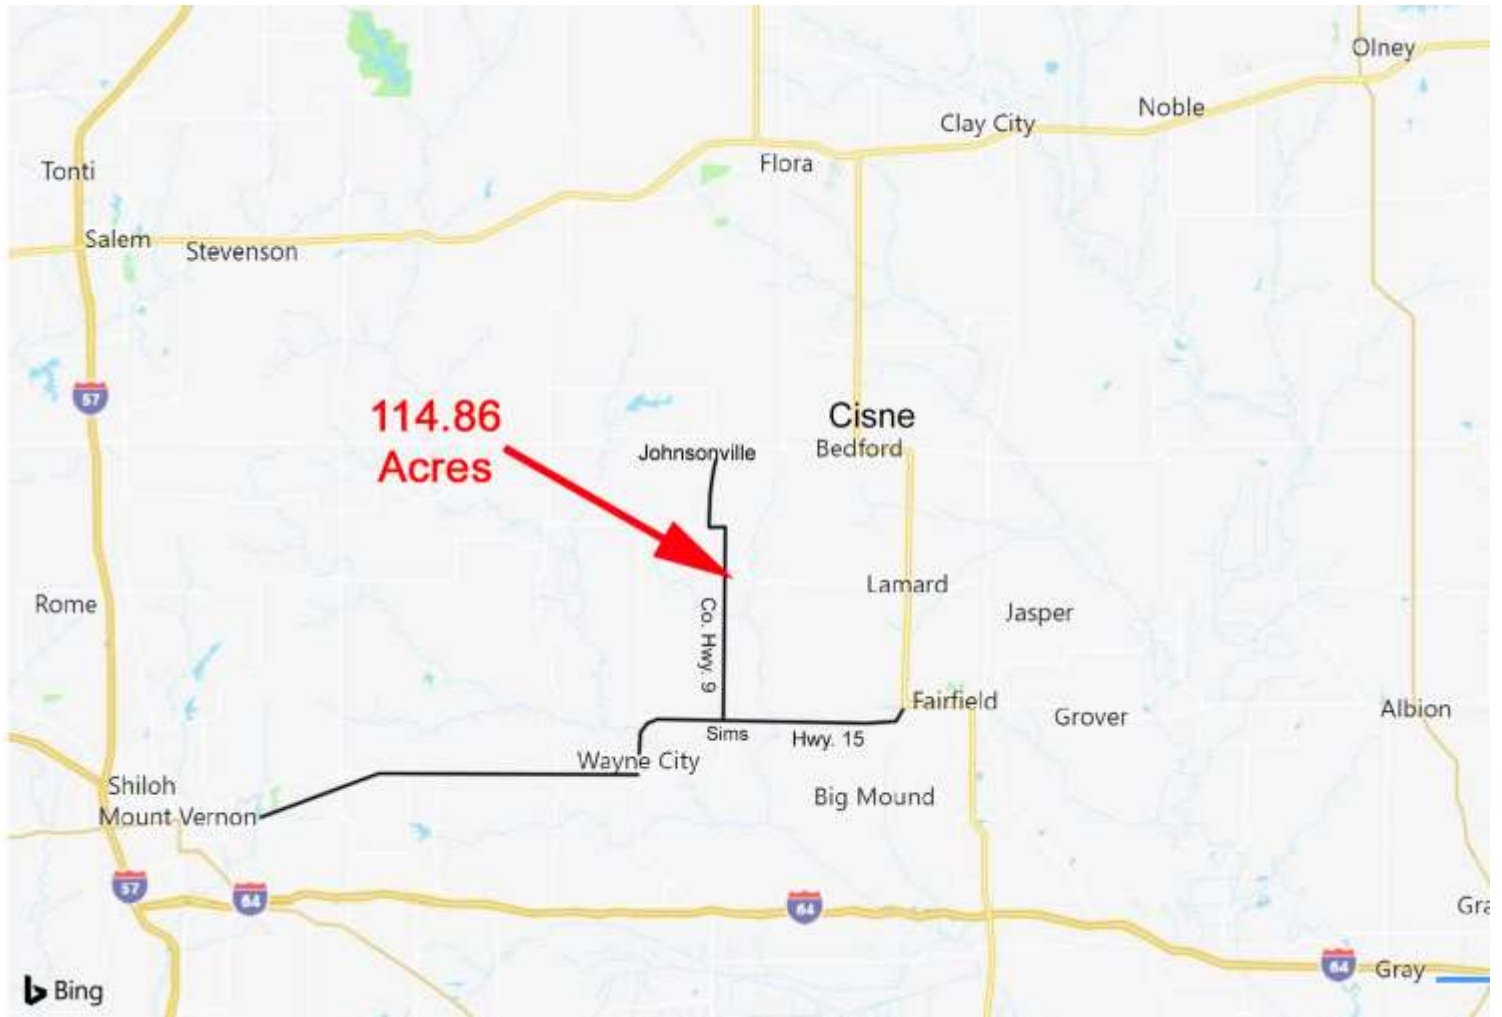 Olney
Noble
Clay City
Flora
Tonti
Salem
Stevenson
57
114.86
Acres
Cisne
Bedford
Johnsonville
Lamard
Jasper
Rome
Co. Hwy. 9
Fairfield
Grover
Albion
Sims
Hwy. 15
Wayne City
Shiloh
Mount Vernon
Big Mound
57
64
64
Gra
64
Gray
Bing